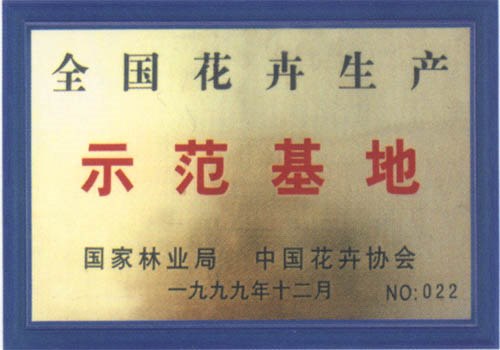 全国花卉生产
示范基地
国家林业局 中国花卉协会
一九九九年十二月 NO:022